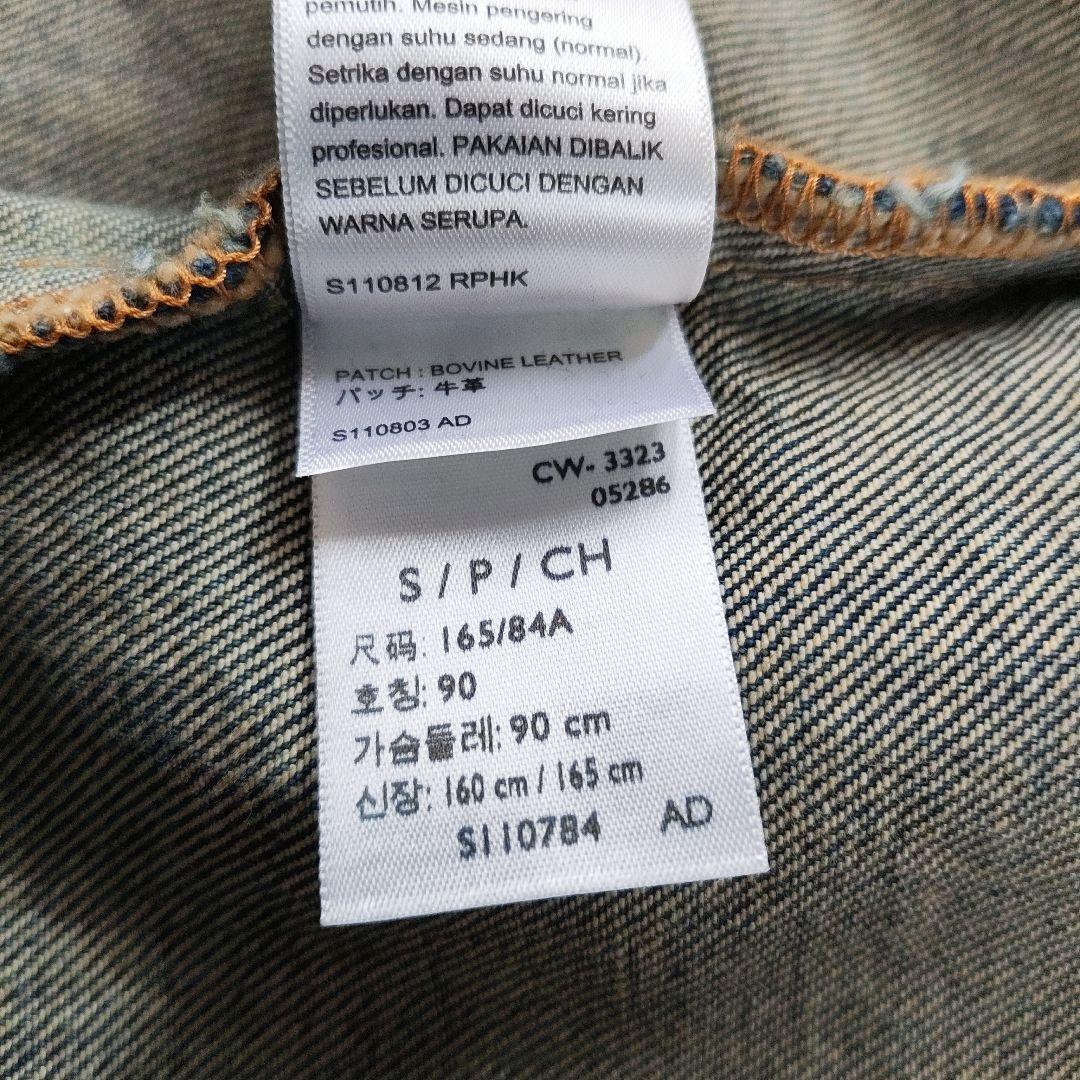 pemutih. Mesin pengering
dengan suhu sedang (normal).
Setrika dengan suhu normal jika
diperlukan. Dapat dicuci kering
profesional. PAKAIAN DIBALIK
SEBELUM DICUCI DENGAN
WARNA SERUPA.
S110812 RPHK
PATCH : BOVINE LEATHER
パッチ: 牛革
S110803 AD
CW- 3323
05286
S / P / CH
尺码: 165/84A
호칭: 90
가슴둘레: 90 cm
신장: 160 cm / 165 cm
S110784 AD